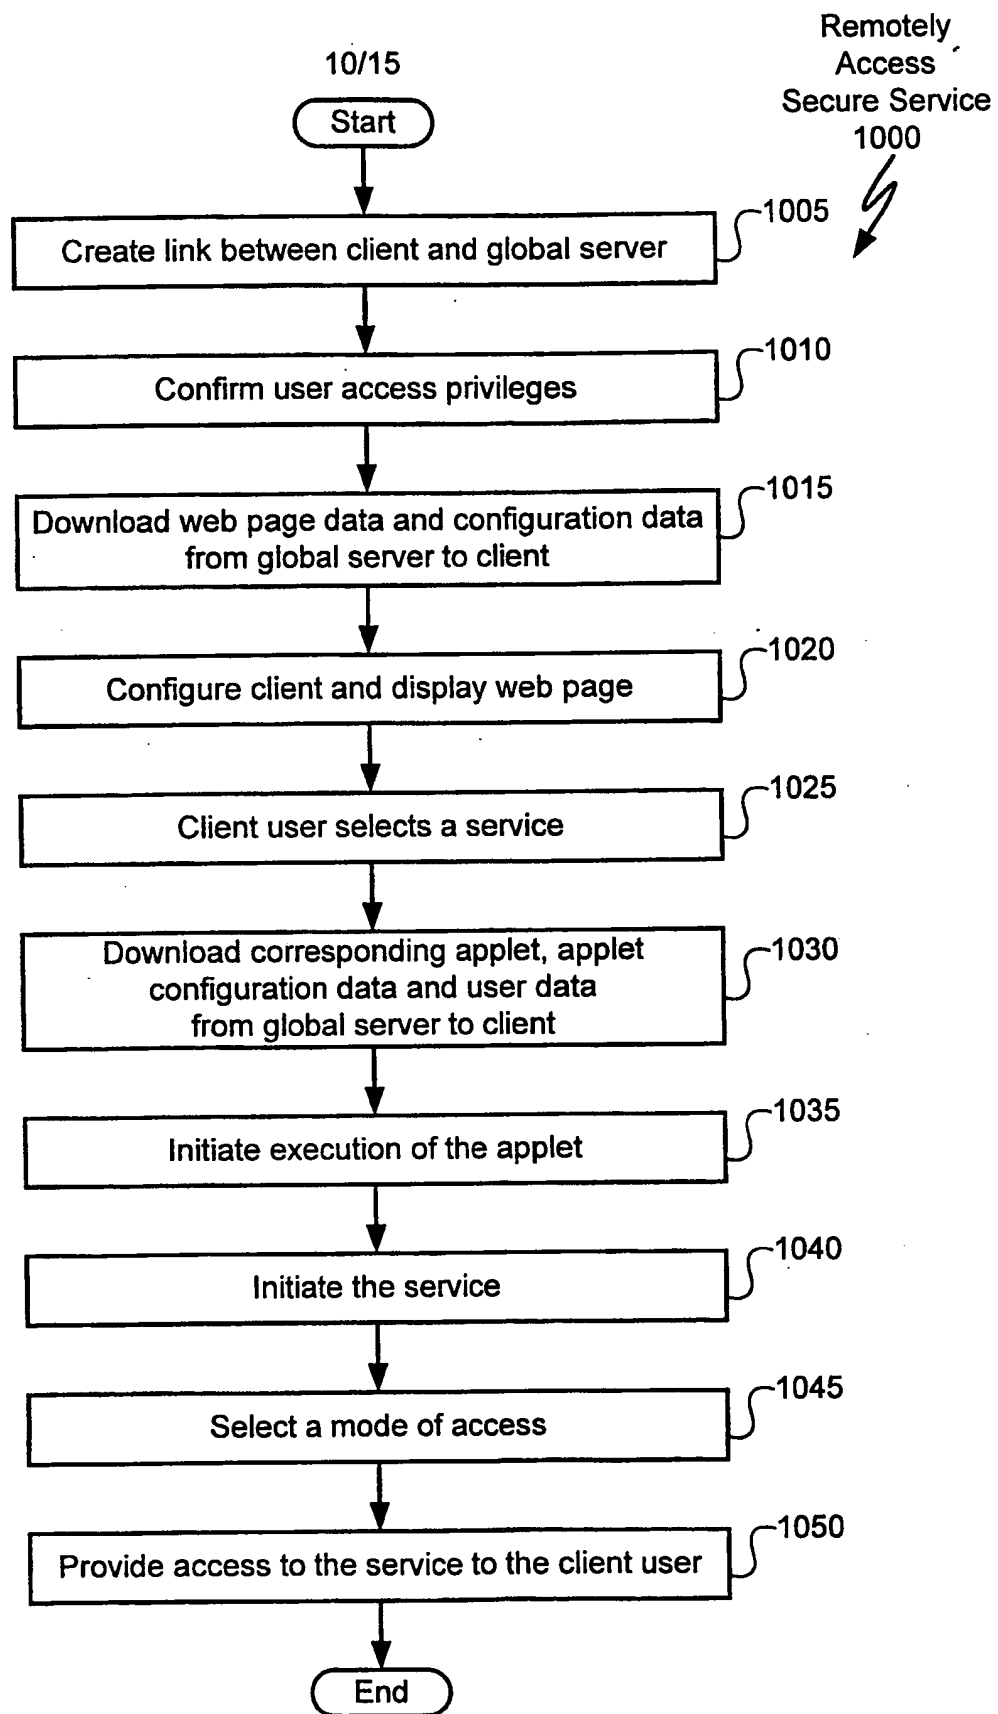 10/15
Remotely
Access
Secure Service
1000
Start
1005
Create link between client and global server
1010
Confirm user access privileges
1015
Download web page data and configuration data
from global server to client
1020
Configure client and display web page
1025
Client user selects a service
1030
Download corresponding applet, applet
configuration data and user data
from global server to client
1035
Initiate execution of the applet
1040
Initiate the service
1045
Select a mode of access
1050
Provide access to the service to the client user
End